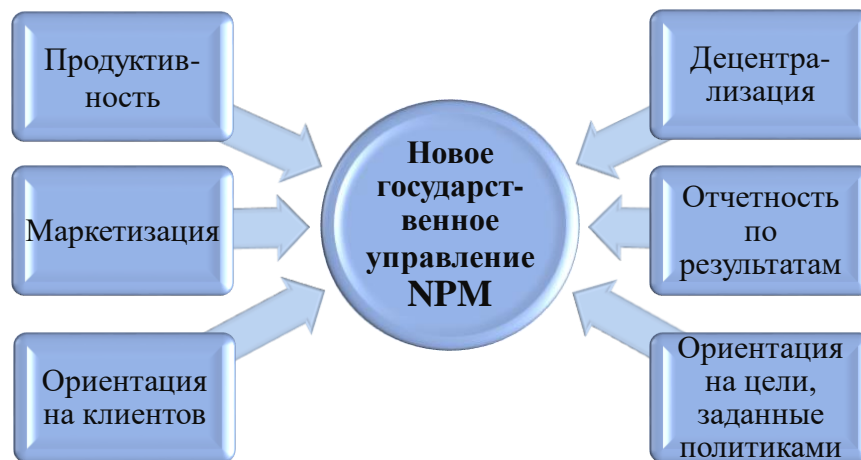 Продуктив-
ность
Маркетизация
Ориентация
на клиентов
Новое
государст-
венное
управление
NPM
Децентра-
лизация
Отчетность
по
результатам
Ориентация
на цели,
заданные
политиками